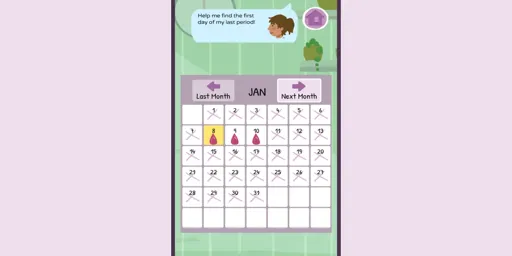 Help me find the first
day of my last period!
Last Month JAN Next Month
1 2 3 4 5 6
7 8 9 10 11 12 13
14 15 16 17 18 19 20
21 22 23 24 25 26 27
28 29 30 31